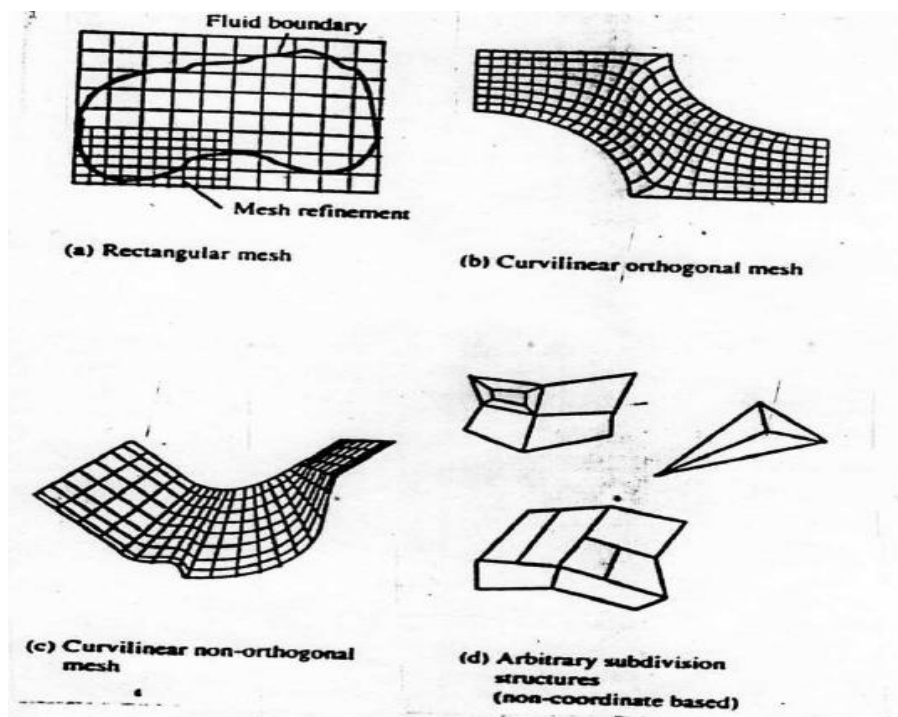 Fluid boundary
Mesh refinement
(a) Rectangular mesh
(b) Curvilinear orthogonal mesh
(c) Curvilinear non-orthogonal
mesh
(d) Arbitrary subdivision
structures
(non-coordinate based)